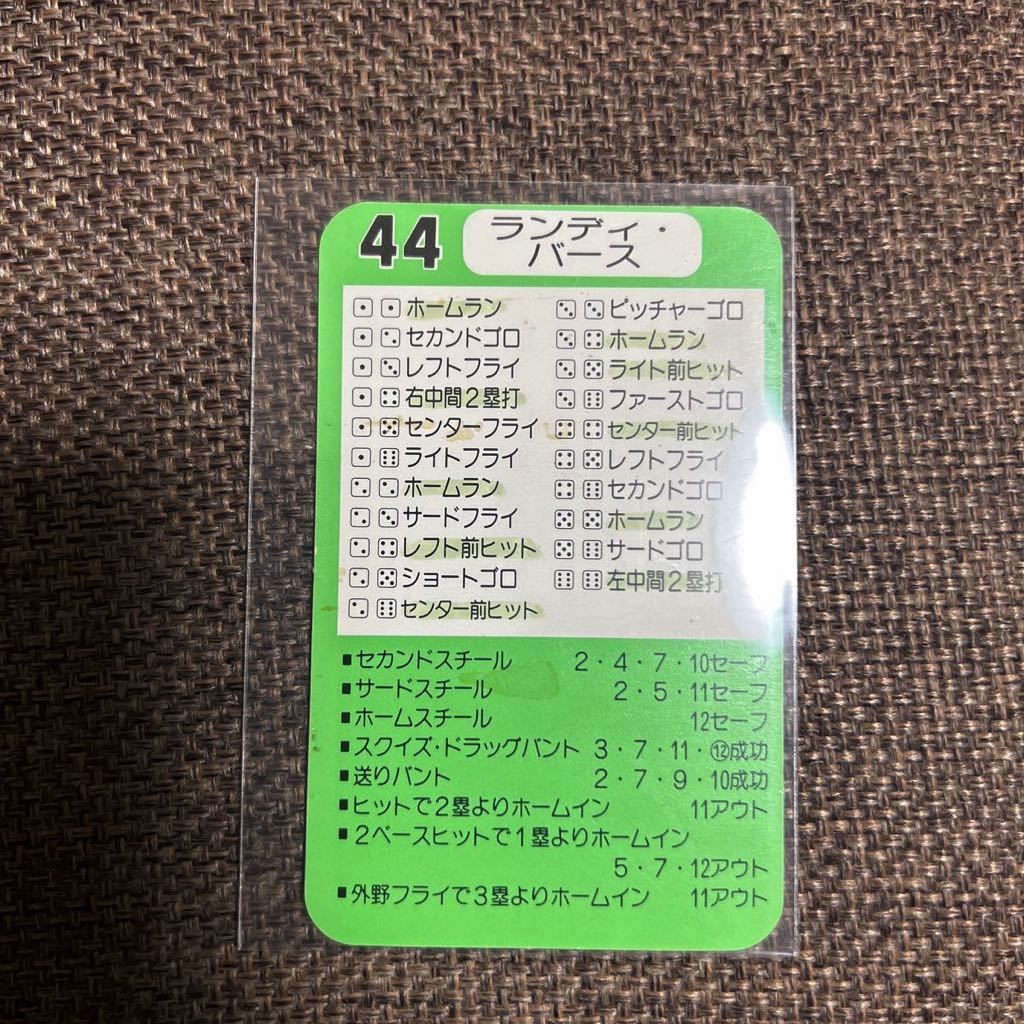 44
ランディ・
バース
ホームラン
セカンドゴロ
レフトフライ
右中間2塁打
センターフライ
ライトフライ
ホームラン
サードフライ
レフト前ヒット
ショートゴロ
センター前ヒット
ピッチャーゴロ
ホームラン
ライト前ヒット
ファーストゴロ
センター前ヒット
レフトフライ
セカンドゴロ
ホームラン
サードゴロ
左中間2塁打
■セカンドスチール 2・4・7・10セーフ
■サードスチール 2・5・11セーフ
■ホームスチール 12セーフ
■スクイズ・ドラッグバント 3・7・11・⑫成功
■送りバント 2・7・9・10成功
■ヒットで2塁よりホームイン 11アウト
■2ベースヒットで1塁よりホームイン
5・7・12アウト
■外野フライで3塁よりホームイン 11アウト